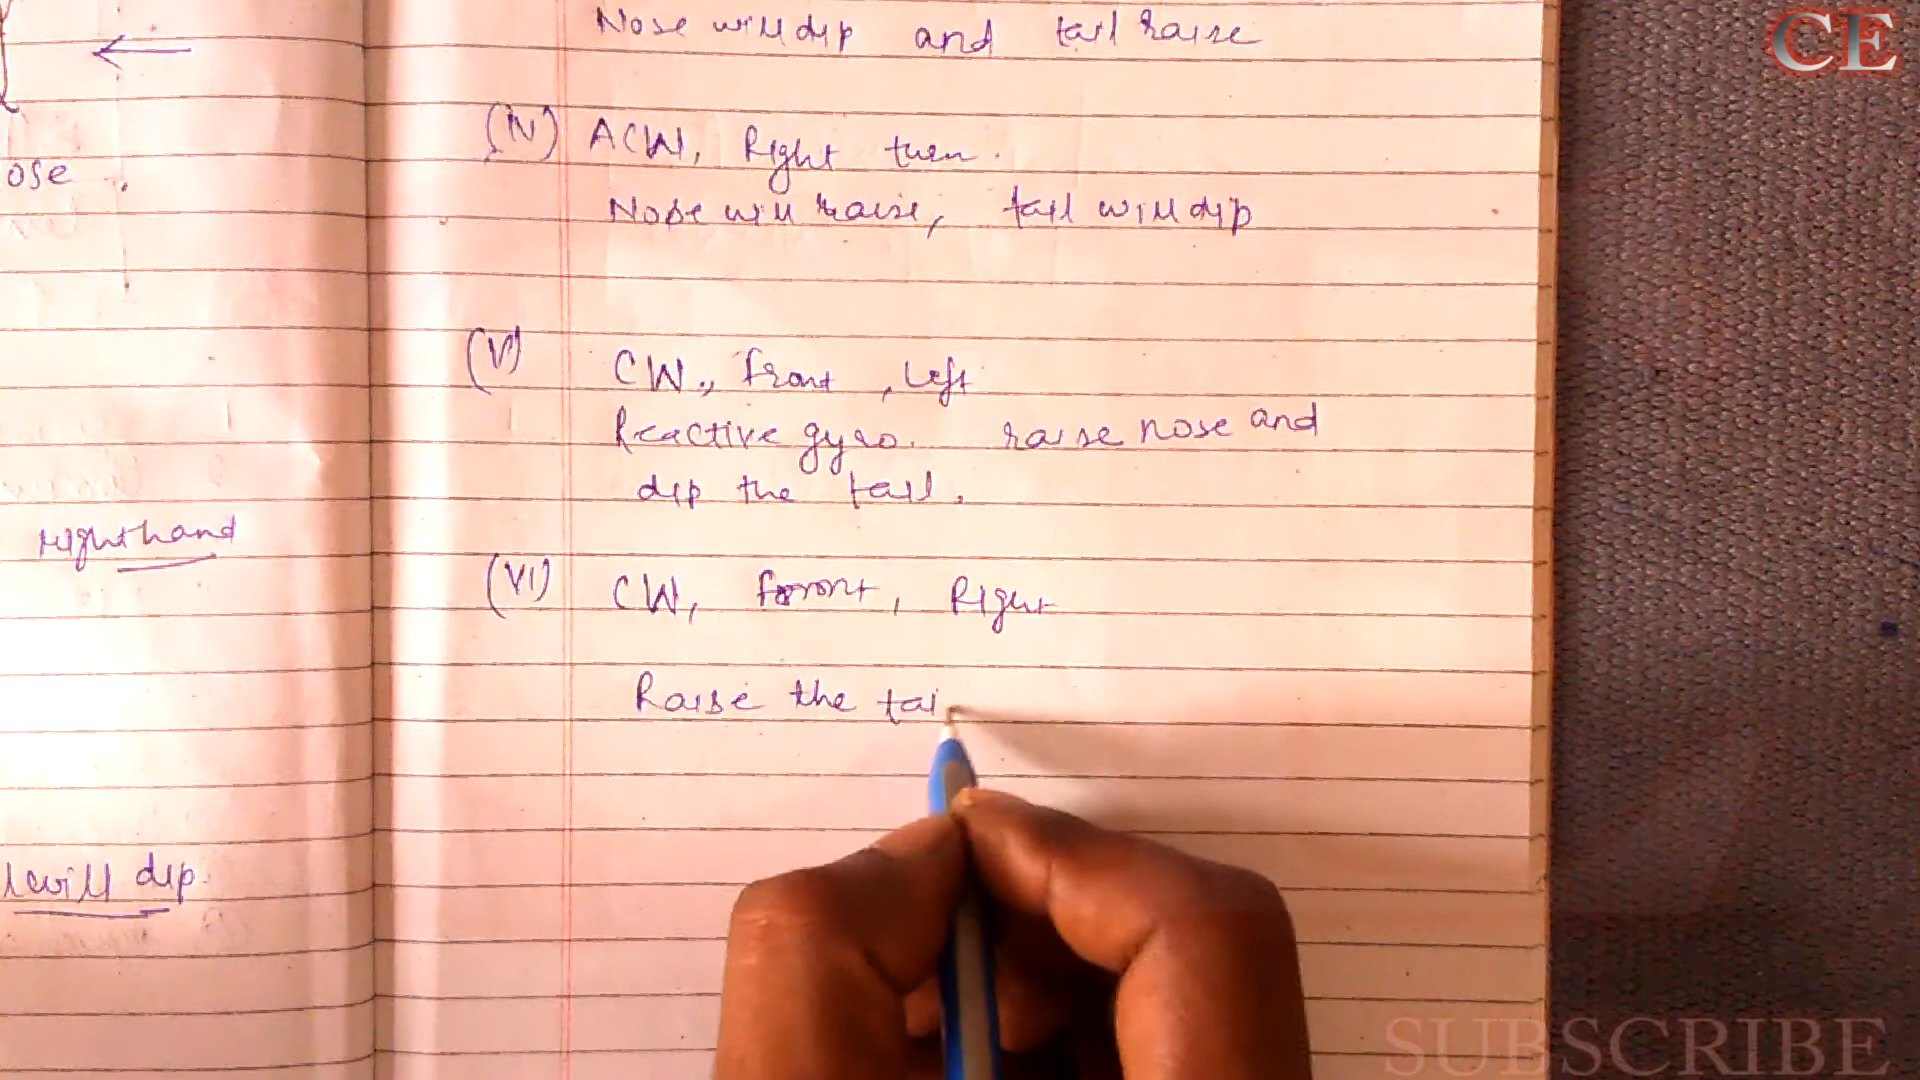 Nose will dip and tail raise
CE
(IV) ACW, Right turn.
ose
Nose will raise, tail will dip
(V) CW, front, Left
Reactive gyro. raise nose and
dip the tail.
right hand
(VI) CW, front, Right
Raise the tai
l will dip.
SUBSCRIBE